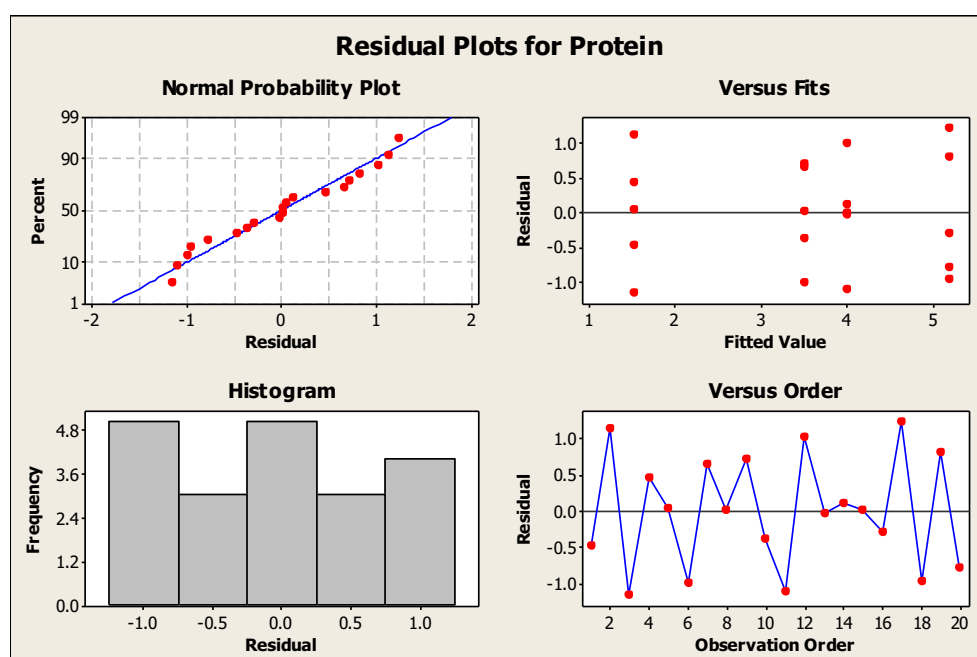 Residual Plots for Protein
Normal Probability Plot
Percent
99
90
50
10
1
-2 -1 0 1 2
Residual
Versus Fits
Residual
1.0
0.5
0.0
-0.5
-1.0
1 2 3 4 5
Fitted Value
Histogram
Frequency
4.8
3.6
2.4
1.2
0.0
-1.0 -0.5 0.0 0.5 1.0
Residual
Versus Order
Residual
1.0
0.5
0.0
-0.5
-1.0
2 4 6 8 10 12 14 16 18 20
Observation Order